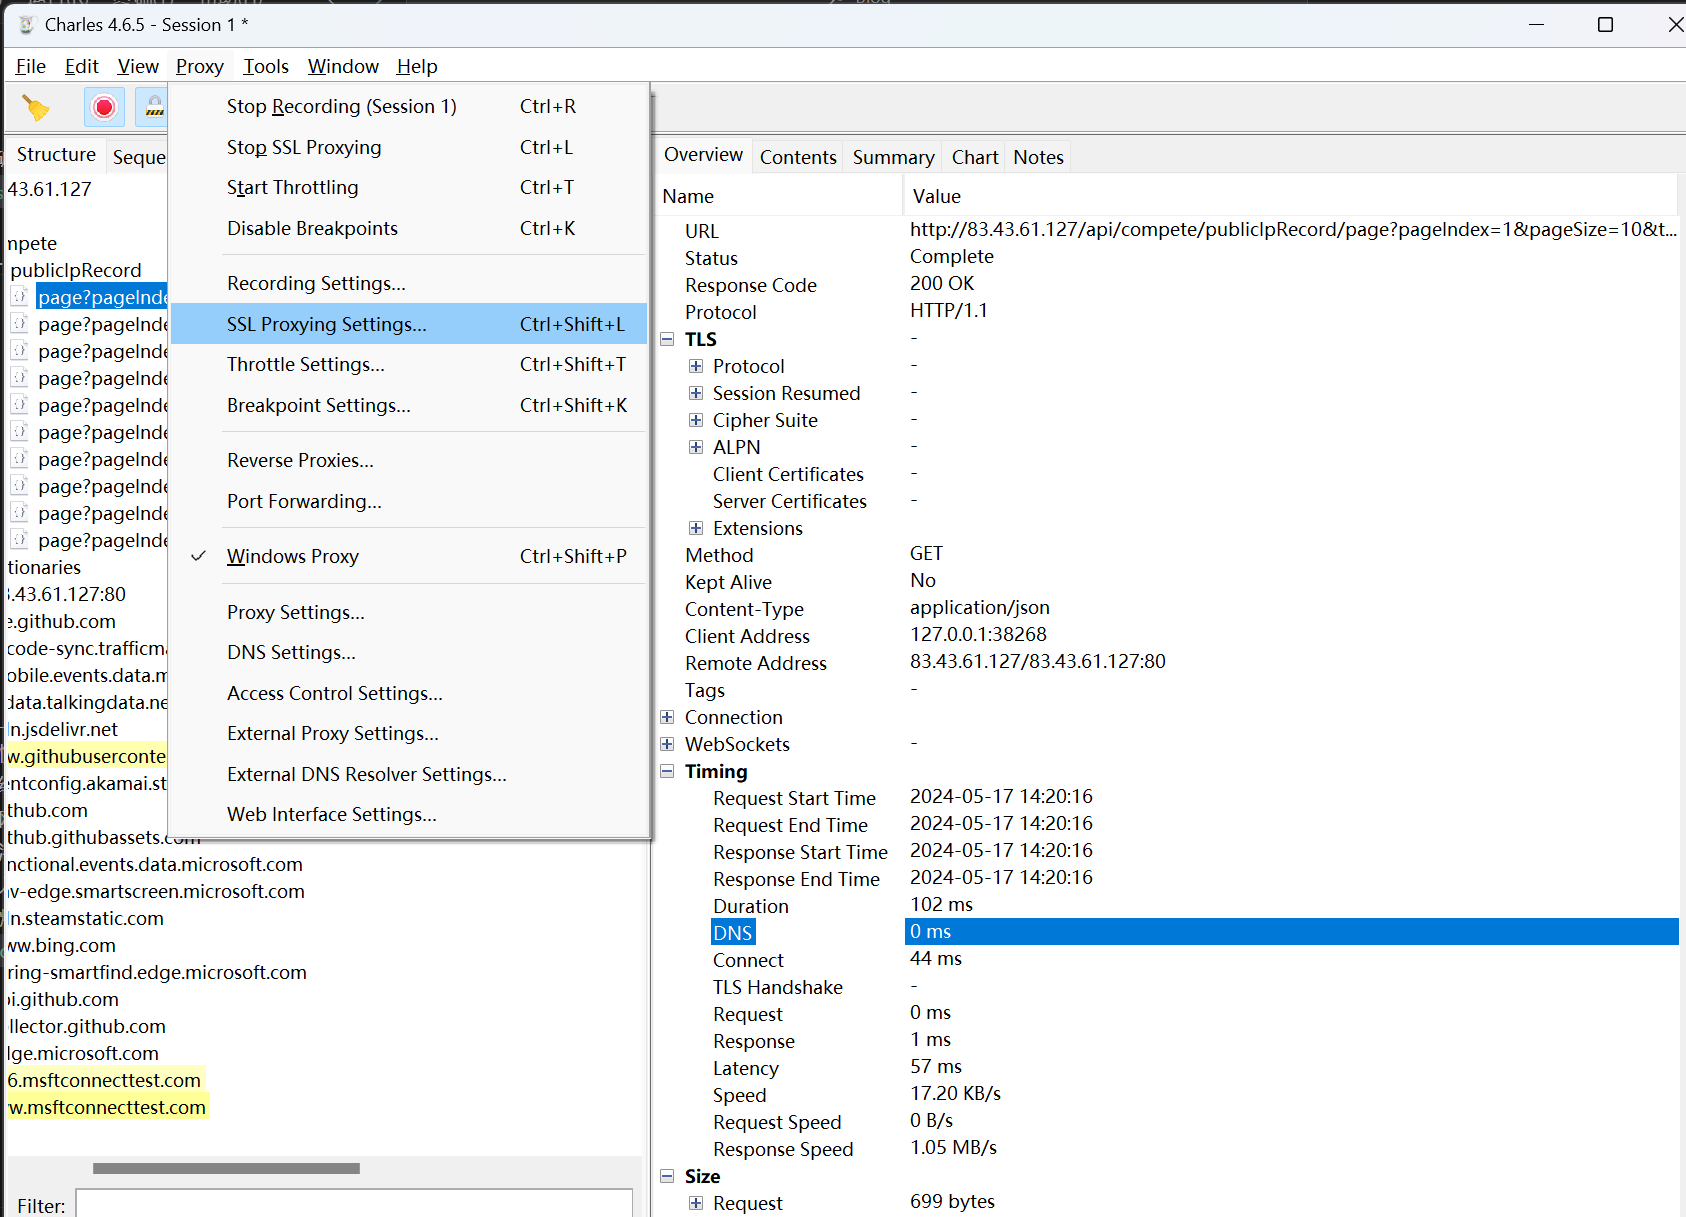 Charles 4.6.5 - Session 1 *
File Edit View Proxy Tools Window Help
Stop Recording (Session 1) Ctrl+R
Stop SSL Proxying Ctrl+L
Start Throttling Ctrl+T
Disable Breakpoints Ctrl+K
Recording Settings...
SSL Proxying Settings... Ctrl+Shift+L
Throttle Settings... Ctrl+Shift+T
Breakpoint Settings... Ctrl+Shift+K
Reverse Proxies...
Port Forwarding...
Windows Proxy Ctrl+Shift+P
Proxy Settings...
DNS Settings...
Access Control Settings...
External Proxy Settings...
External DNS Resolver Settings...
Web Interface Settings...
Structure Seque
43.61.127
mpete
publicIpRecord
page?pageInde
page?pageInde
page?pageInde
page?pageInde
page?pageInde
page?pageInde
page?pageInde
page?pageInde
page?pageInde
page?pageInde
tionaries
3.43.61.127:80
e.github.com
code-sync.trafficma
obile.events.data.m
data.talkingdata.ne
ln.jsdelivr.net
w.githubuserconte
entconfig.akamai.st
thub.com
thub.githubassets.com
nctional.events.data.microsoft.com
av-edge.smartscreen.microsoft.com
ln.steamstatic.com
ww.bing.com
ring-smartfind.edge.microsoft.com
pi.github.com
llector.github.com
dge.microsoft.com
6.msftconnecttest.com
w.msftconnecttest.com
Filter:
Overview Contents Summary Chart Notes
Name Value
URL http://83.43.61.127/api/compete/publicIpRecord/page?pageIndex=1&pageSize=10&t...
Status Complete
Response Code 200 OK
Protocol HTTP/1.1
TLS -
Protocol -
Session Resumed -
Cipher Suite -
ALPN -
Client Certificates -
Server Certificates -
Extensions
Method GET
Kept Alive No
Content-Type application/json
Client Address 127.0.0.1:38268
Remote Address 83.43.61.127/83.43.61.127:80
Tags -
Connection
WebSockets -
Timing
Request Start Time 2024-05-17 14:20:16
Request End Time 2024-05-17 14:20:16
Response Start Time 2024-05-17 14:20:16
Response End Time 2024-05-17 14:20:16
Duration 102 ms
DNS 0 ms
Connect 44 ms
TLS Handshake -
Request 0 ms
Response 1 ms
Latency 57 ms
Speed 17.20 KB/s
Request Speed 0 B/s
Response Speed 1.05 MB/s
Size
Request 699 bytes